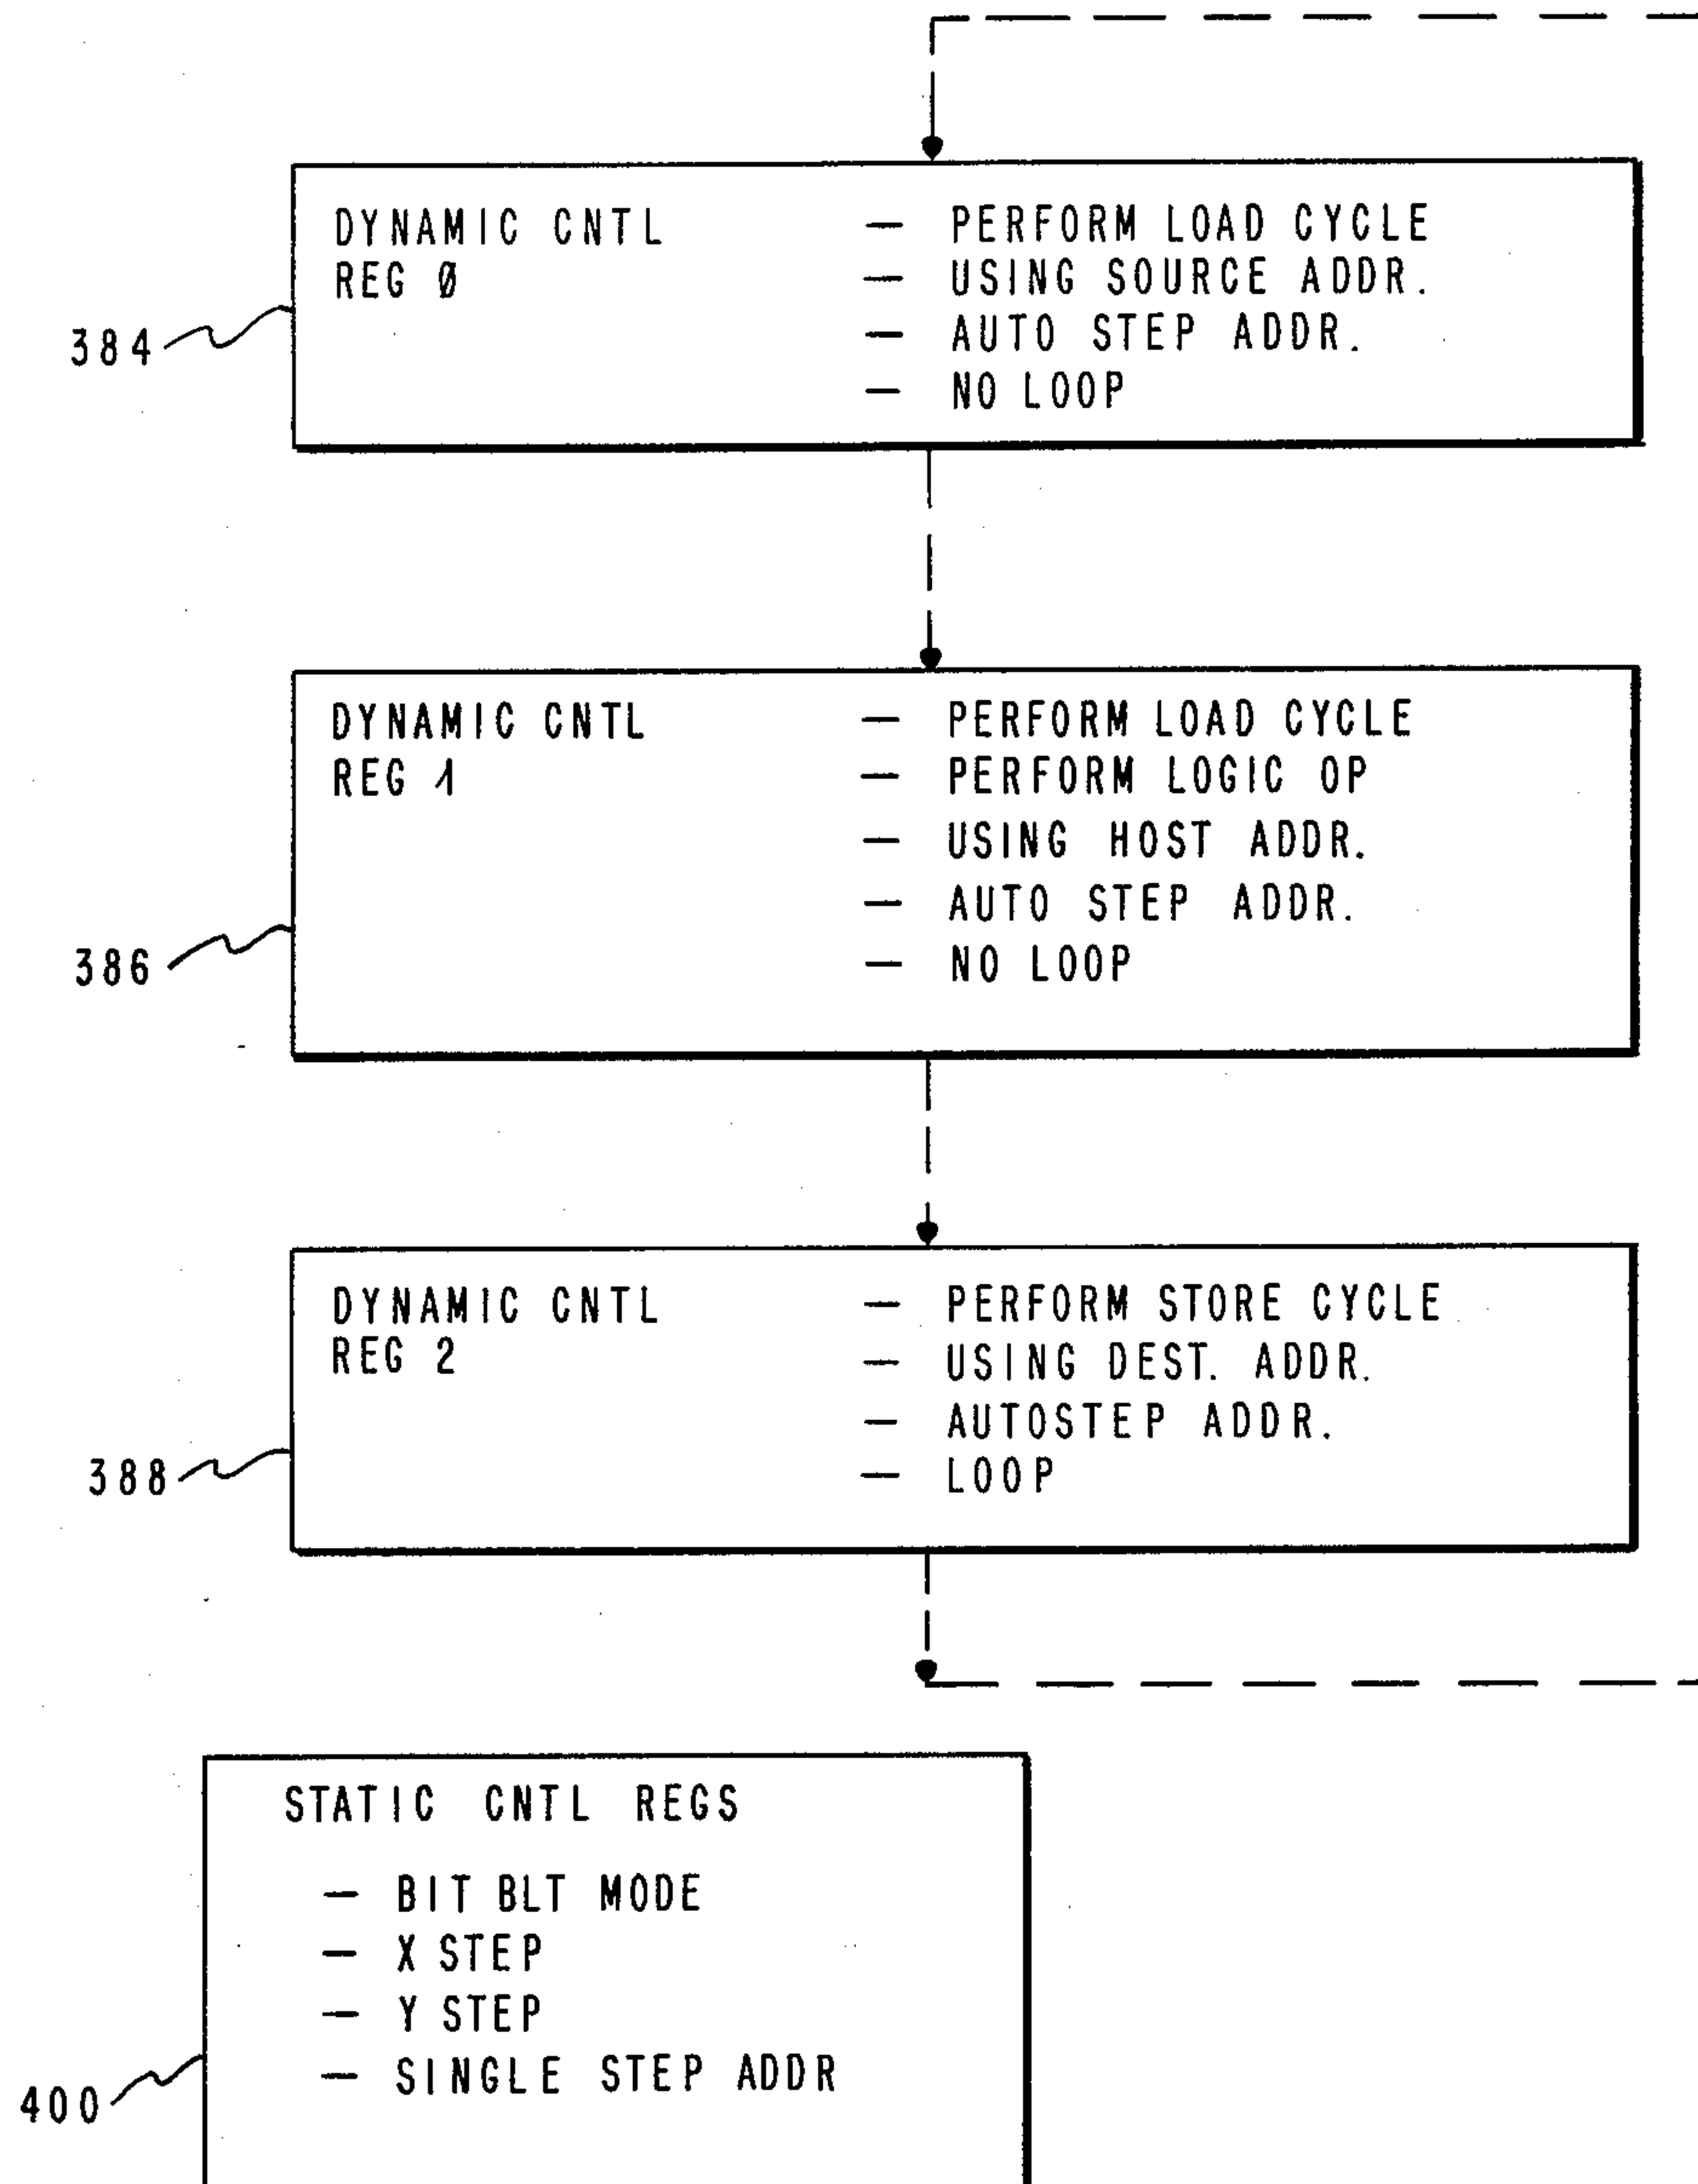 DYNAMIC CNTL — PERFORM LOAD CYCLE
REG Ø — USING SOURCE ADDR.
— AUTO STEP ADDR.
384
— NO LOOP
DYNAMIC CNTL — PERFORM LOAD CYCLE
REG 1 — PERFORM LOGIC OP
— USING HOST ADDR.
— AUTO STEP ADDR.
386
— NO LOOP
DYNAMIC CNTL — PERFORM STORE CYCLE
REG 2 — USING DEST. ADDR.
— AUTOSTEP ADDR.
388
— LOOP
STATIC CNTL REGS
— BIT BLT MODE
— X STEP
— Y STEP
— SINGLE STEP ADDR
400